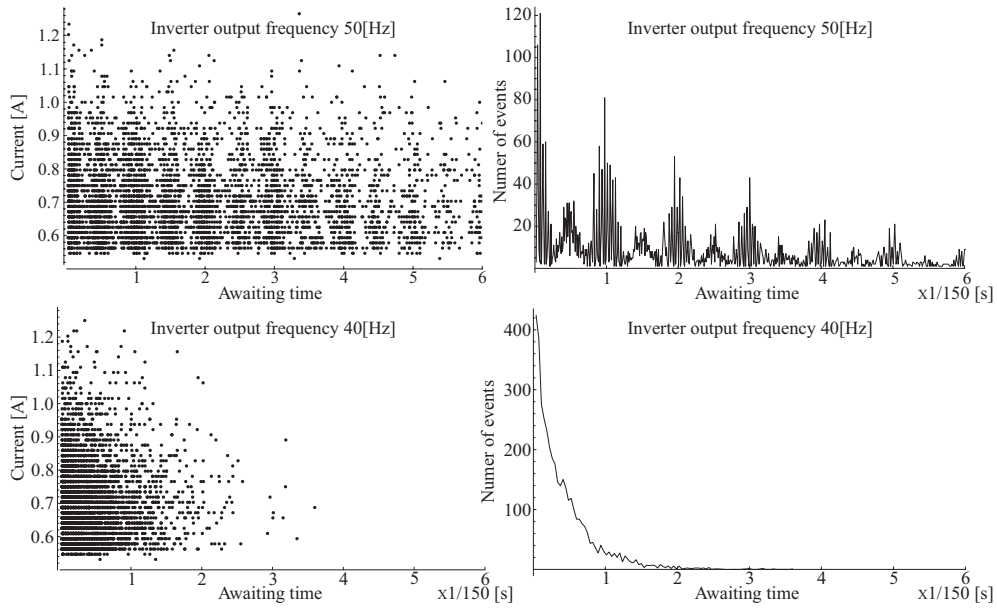 Inverter output frequency 50[Hz]
Current [A]
1.2
1.1
1.0
0.9
0.8
0.7
0.6
1 2 3 4 5 6
Awaiting time
Inverter output frequency 50[Hz]
Numer of events
120
100
80
60
40
20
1 2 3 4 5 6
Awaiting time x1/150 [s]
Inverter output frequency 40[Hz]
Current [A]
1.2
1.1
1.0
0.9
0.8
0.7
0.6
1 2 3 4 5 6
Awaiting time x1/150 [s]
Inverter output frequency 40[Hz]
Numer of events
400
300
200
100
1 2 3 4 5 6
Awaiting time x1/150 [s]